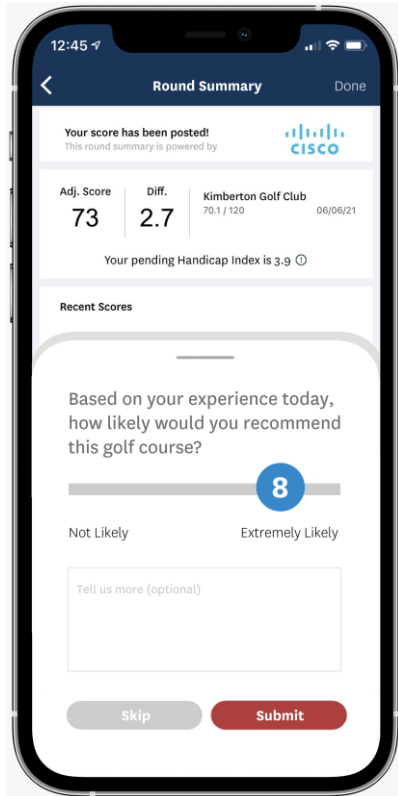 12:45
Round Summary
Done
Your score has been posted!
This round summary is powered by
CISCO
Adj. Score
Diff.
Kimberton Golf Club
73
2.7
70.1 / 120
06/06/21
Your pending Handicap Index is 3.9
Recent Scores
Based on your experience today,
how likely would you recommend
this golf course?
8
Not Likely
Extremely Likely
Tell us more (optional)
Skip
Submit